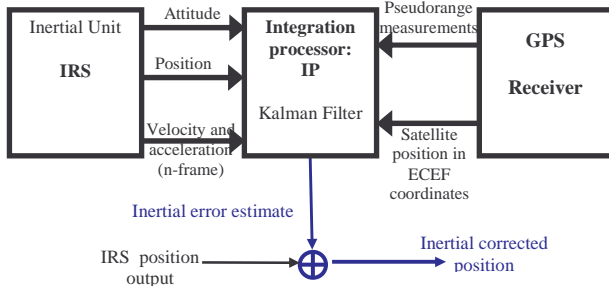 Inertial Unit
IRS
Attitude
Position
Velocity and
acceleration
(n-frame)
Integration
processor:
IP
Kalman Filter
Pseudorange
measurements
Satellite
position in
ECEF
coordinates
GPS
Receiver
Inertial error estimate
IRS position
output
Inertial corrected
position